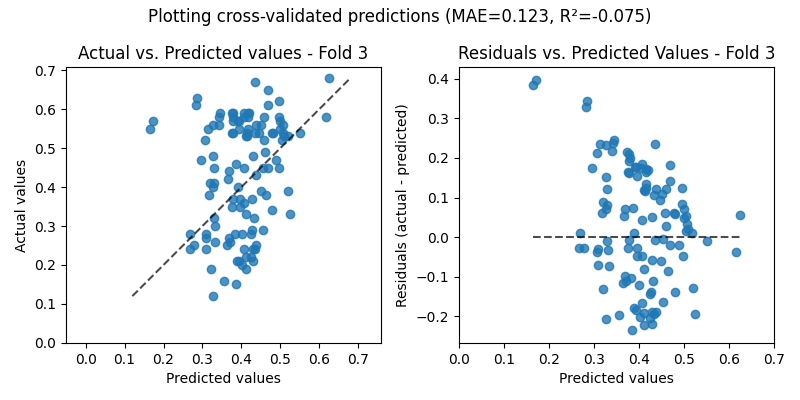 Plotting cross-validated predictions (MAE=0.123, R²=-0.075)
Actual vs. Predicted values - Fold 3
Actual values
0.7
0.6
0.5
0.4
0.3
0.2
0.1
0.0
0.0 0.1 0.2 0.3 0.4 0.5 0.6 0.7
Predicted values
Residuals vs. Predicted Values - Fold 3
Residuals (actual - predicted)
0.4
0.3
0.2
0.1
0.0
−0.1
−0.2
0.0 0.1 0.2 0.3 0.4 0.5 0.6 0.7
Predicted values